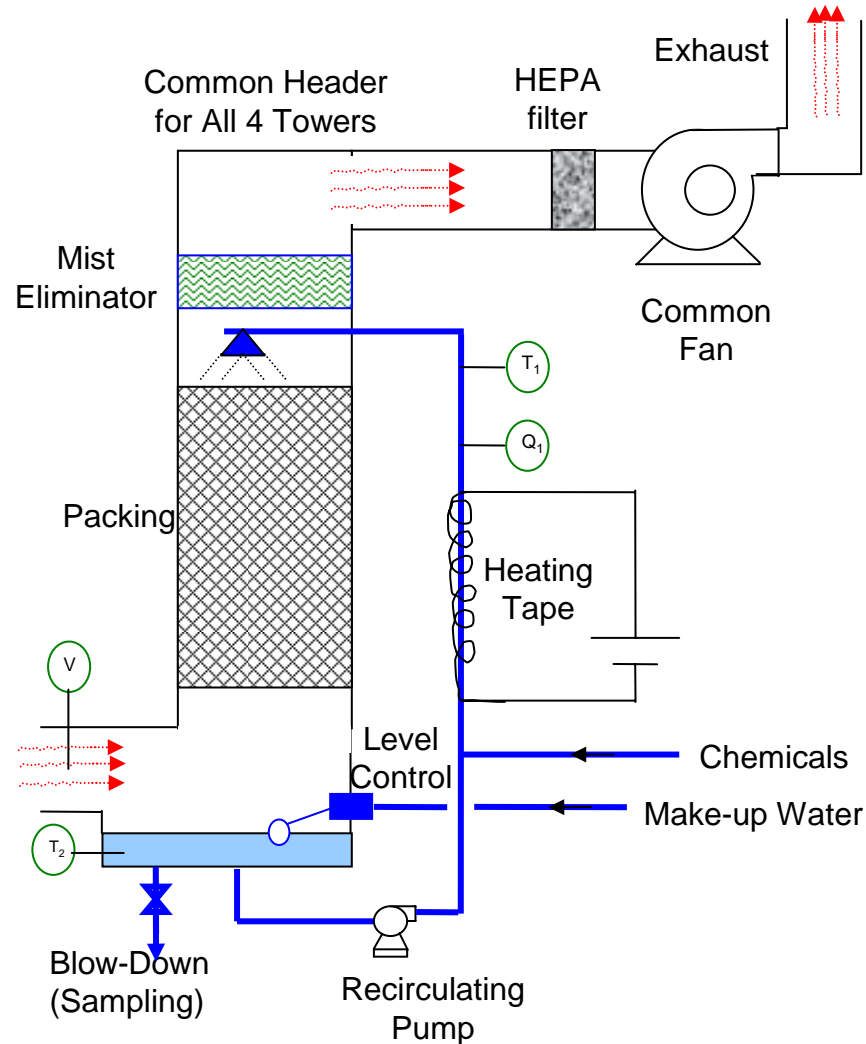 Exhaust
Common Header
for All 4 Towers
HEPA
filter
Mist
Eliminator
Common
Fan
T₁
Q₁
Packing
Heating
Tape
V
Level
Control
Chemicals
Make-up Water
T₂
Blow-Down
(Sampling)
Recirculating
Pump